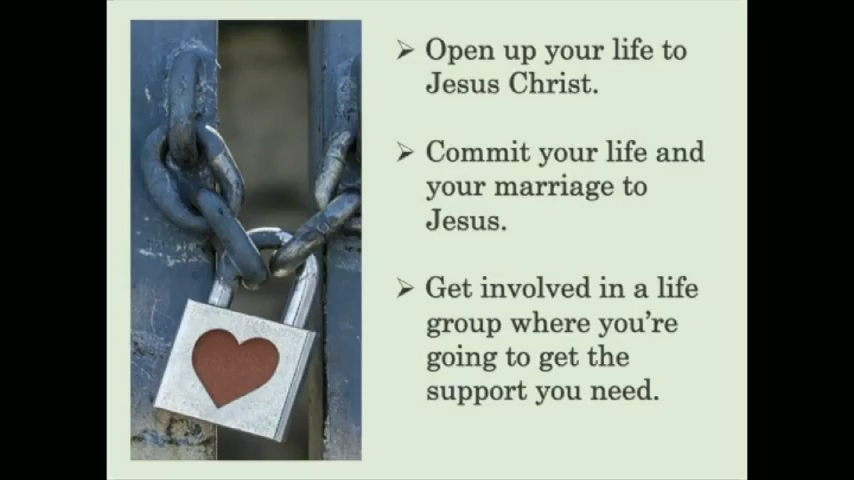 ➢ Open up your life to
Jesus Christ.
➢ Commit your life and
your marriage to
Jesus.
➢ Get involved in a life
group where you're
going to get the
support you need.